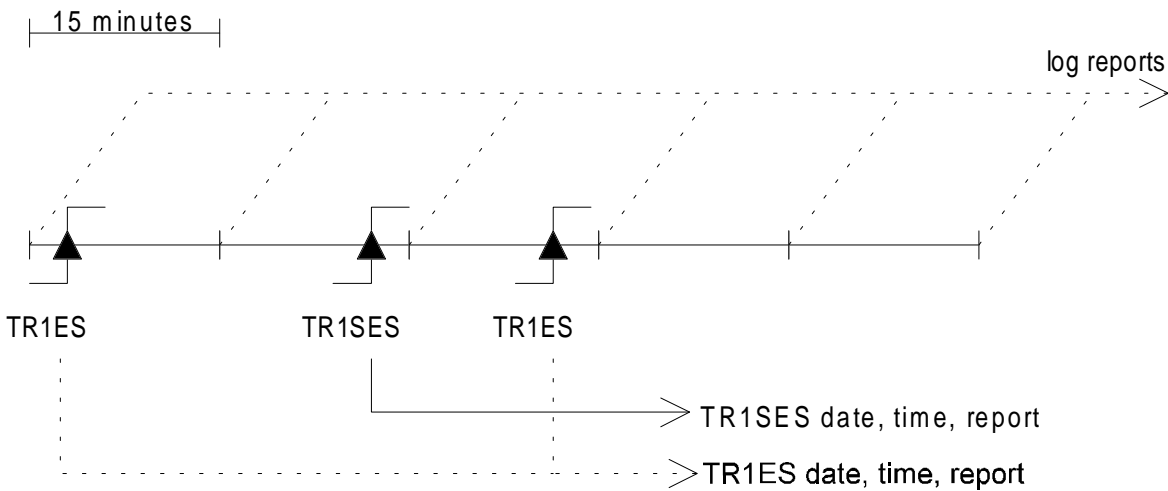 15 minutes
log reports
TR1ES
TR1SES
TR1ES
TR1SES date, time, report
TR1ES date, time, report